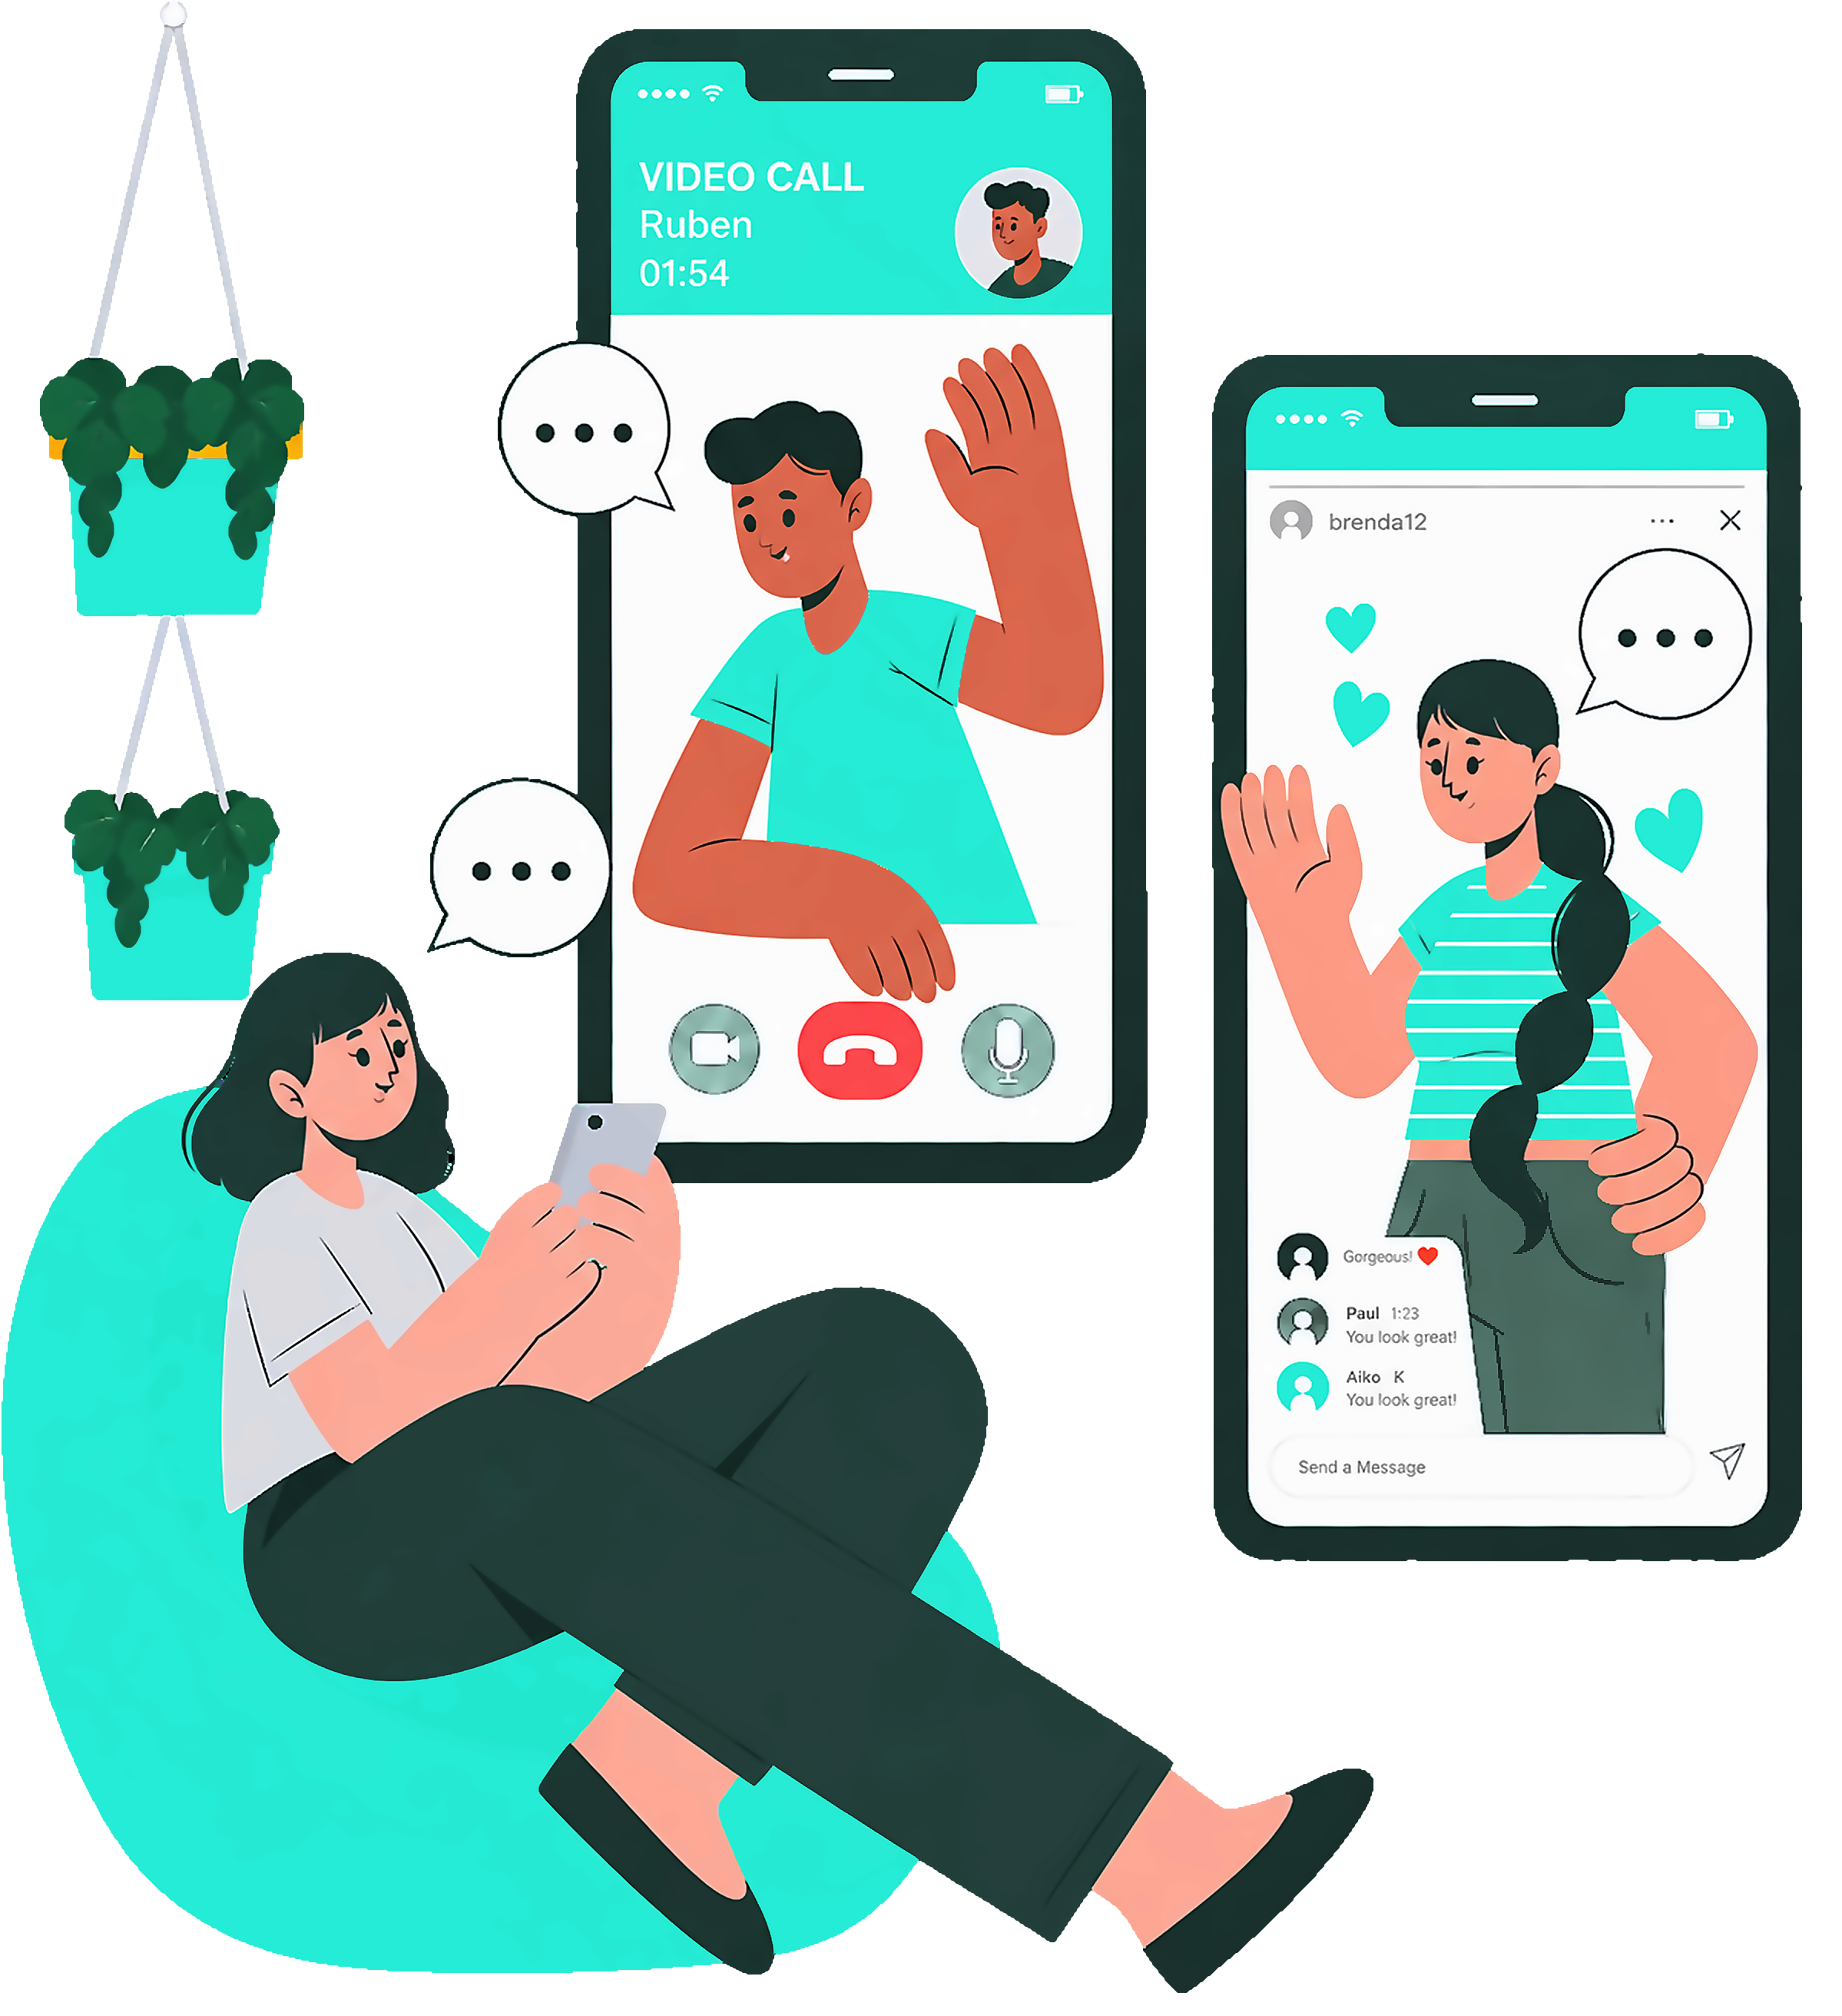 VIDEO CALL
Ruben
01:54
brenda12
Gorgeous!
Paul 1:23
You look great!
Aiko K
You look great!
Send a Message